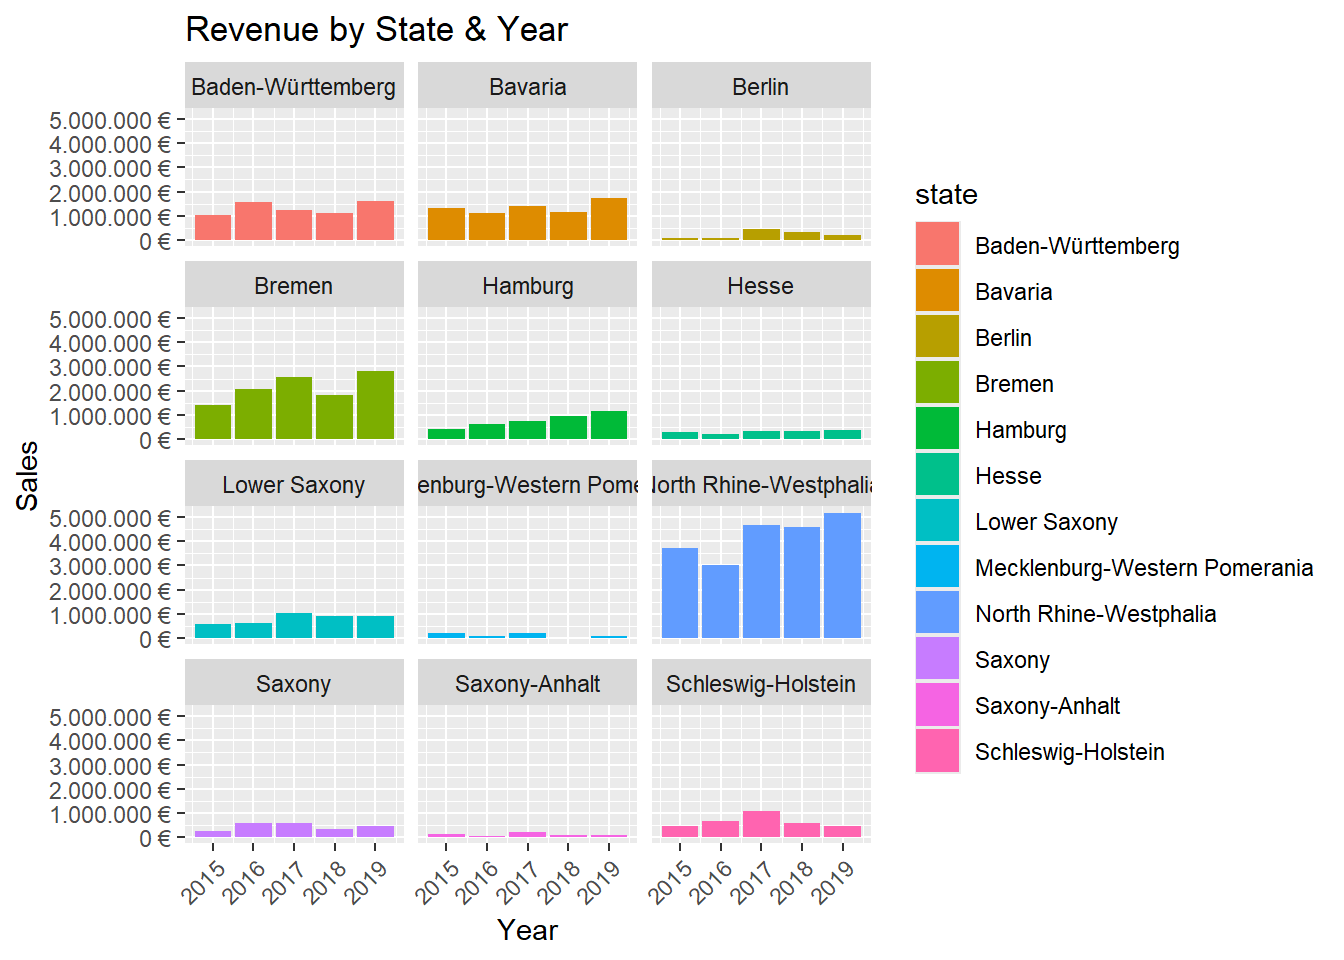 Revenue by State & Year
Baden-Württemberg Bavaria Berlin
5.000.000 €
4.000.000 €
3.000.000 €
2.000.000 €
1.000.000 €
0 €
Bremen Hamburg Hesse
5.000.000 €
4.000.000 €
3.000.000 €
2.000.000 €
1.000.000 €
0 €
Lower Saxony enburg-Western Pome North Rhine-Westphalia
5.000.000 €
4.000.000 €
3.000.000 €
2.000.000 €
1.000.000 €
0 €
Saxony Saxony-Anhalt Schleswig-Holstein
5.000.000 €
4.000.000 €
3.000.000 €
2.000.000 €
1.000.000 €
0 €
2015 2016 2017 2018 2019 2015 2016 2017 2018 2019 2015 2016 2017 2018 2019
Year
Sales
state
Baden-Württemberg
Bavaria
Berlin
Bremen
Hamburg
Hesse
Lower Saxony
Mecklenburg-Western Pomerania
North Rhine-Westphalia
Saxony
Saxony-Anhalt
Schleswig-Holstein